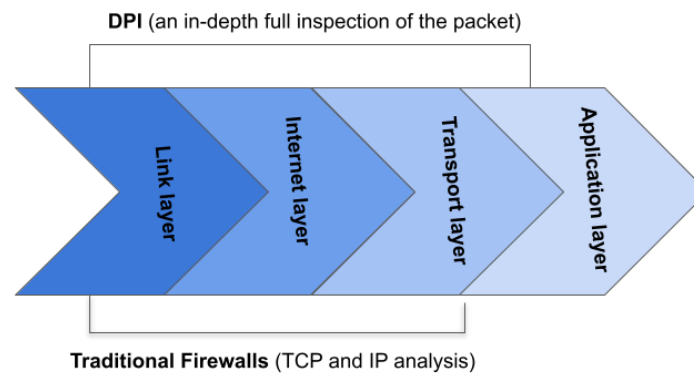 DPI (an in-depth full inspection of the packet)
Link layer
Internet layer
Transport layer
Application layer
Traditional Firewalls (TCP and IP analysis)